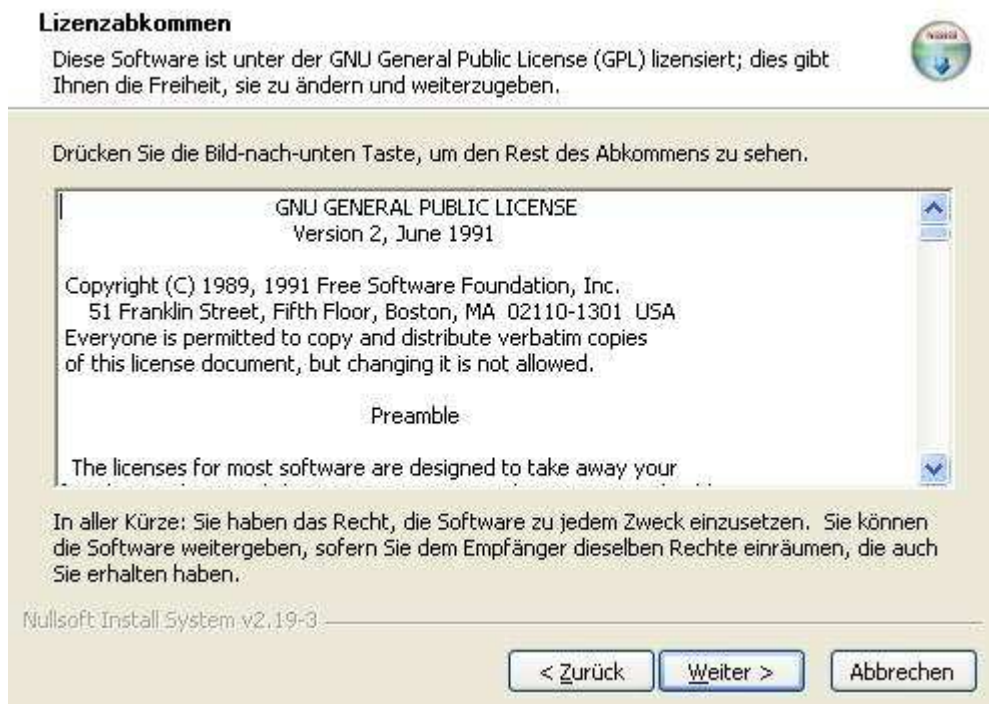 Lizenzabkommen
Diese Software ist unter der GNU General Public License (GPL) lizensiert; dies gibt
Ihnen die Freiheit, sie zu ändern und weiterzugeben.
Drücken Sie die Bild-nach-unten Taste, um den Rest des Abkommens zu sehen.
GNU GENERAL PUBLIC LICENSE
Version 2, June 1991
Copyright (C) 1989, 1991 Free Software Foundation, Inc.
51 Franklin Street, Fifth Floor, Boston, MA 02110-1301 USA
Everyone is permitted to copy and distribute verbatim copies
of this license document, but changing it is not allowed.
Preamble
The licenses for most software are designed to take away your
In aller Kürze: Sie haben das Recht, die Software zu jedem Zweck einzusetzen. Sie können
die Software weitergeben, sofern Sie dem Empfänger dieselben Rechte einräumen, die auch
Sie erhalten haben.
Nullsoft Install System v2.19-3
< Zurück
Weiter >
Abbrechen